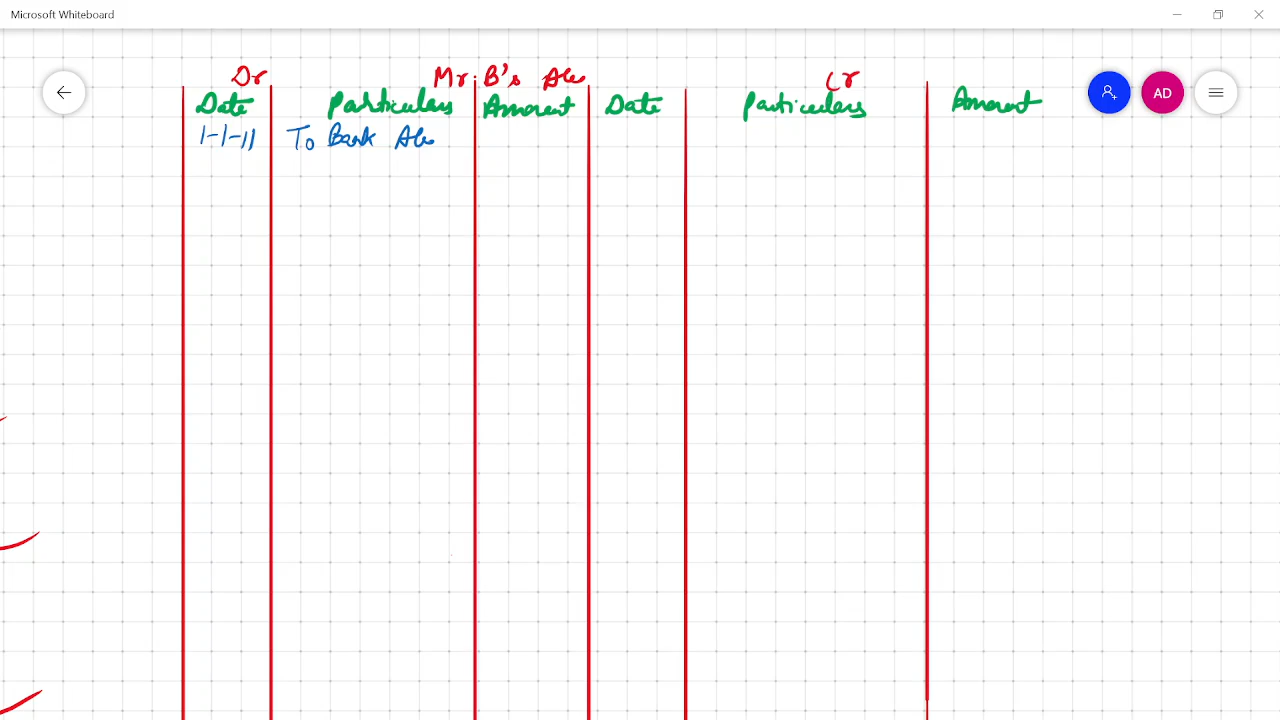 Microsoft Whiteboard
Dr Mr. B's A/c Cr
Date Particulars Amount Date Particulars Amount
AD
1-1-11 To Bank A/c